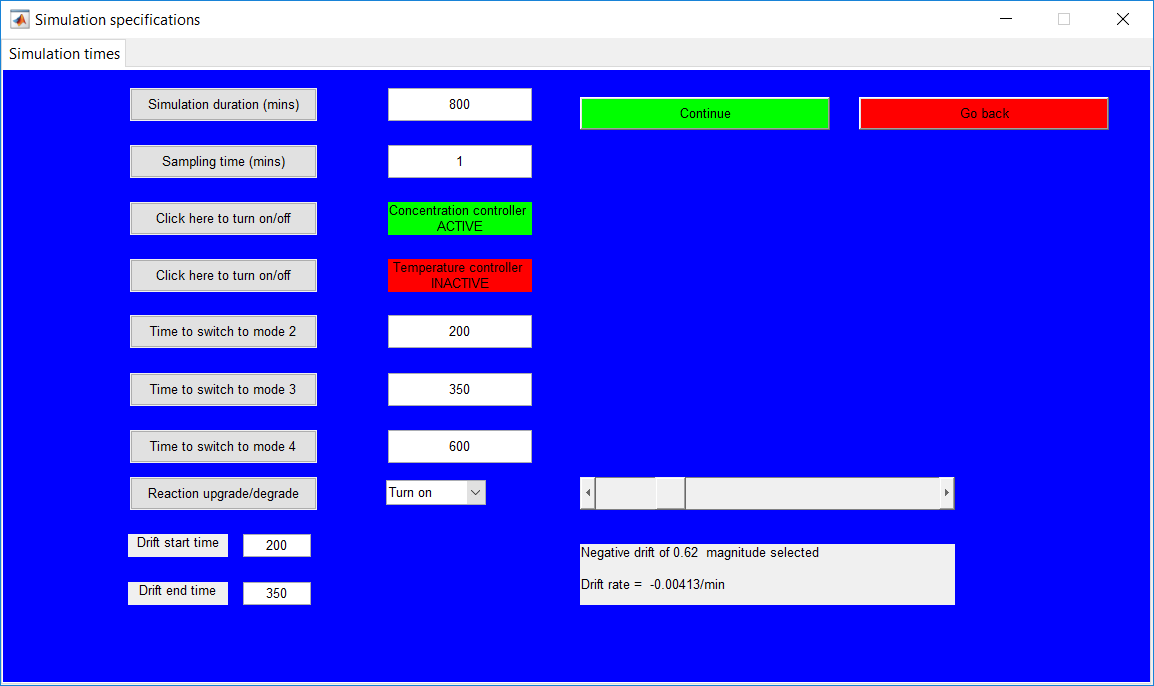 Simulation specifications
Simulation times
Simulation duration (mins)
800
Continue
Go back
Sampling time (mins)
1
Click here to turn on/off
Concentration controller
ACTIVE
Click here to turn on/off
Temperature controller
INACTIVE
Time to switch to mode 2
200
Time to switch to mode 3
350
Time to switch to mode 4
600
Reaction upgrade/degrade
Turn on
Drift start time
200
Negative drift of 0.62 magnitude selected
Drift rate = -0.00413/min
Drift end time
350